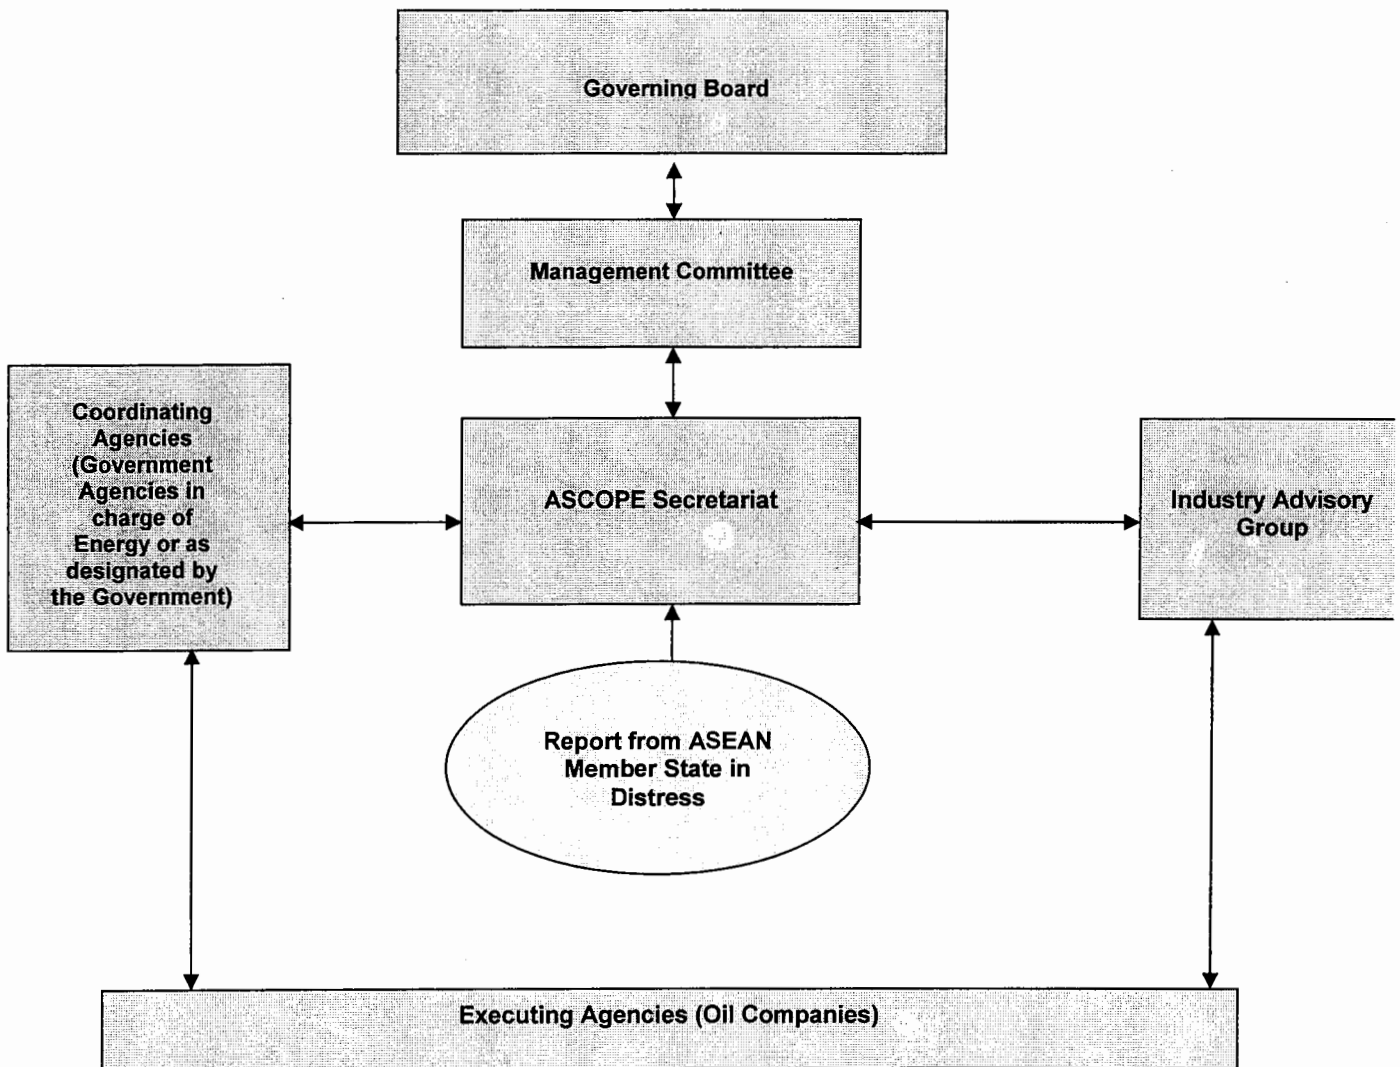 Governing Board
Management Committee
Coordinating
Agencies
(Government
Agencies in
charge of
Energy or as
designated by
the Government)
ASCOPE Secretariat
Industry Advisory
Group
Report from ASEAN
Member State in
Distress
Executing Agencies (Oil Companies)